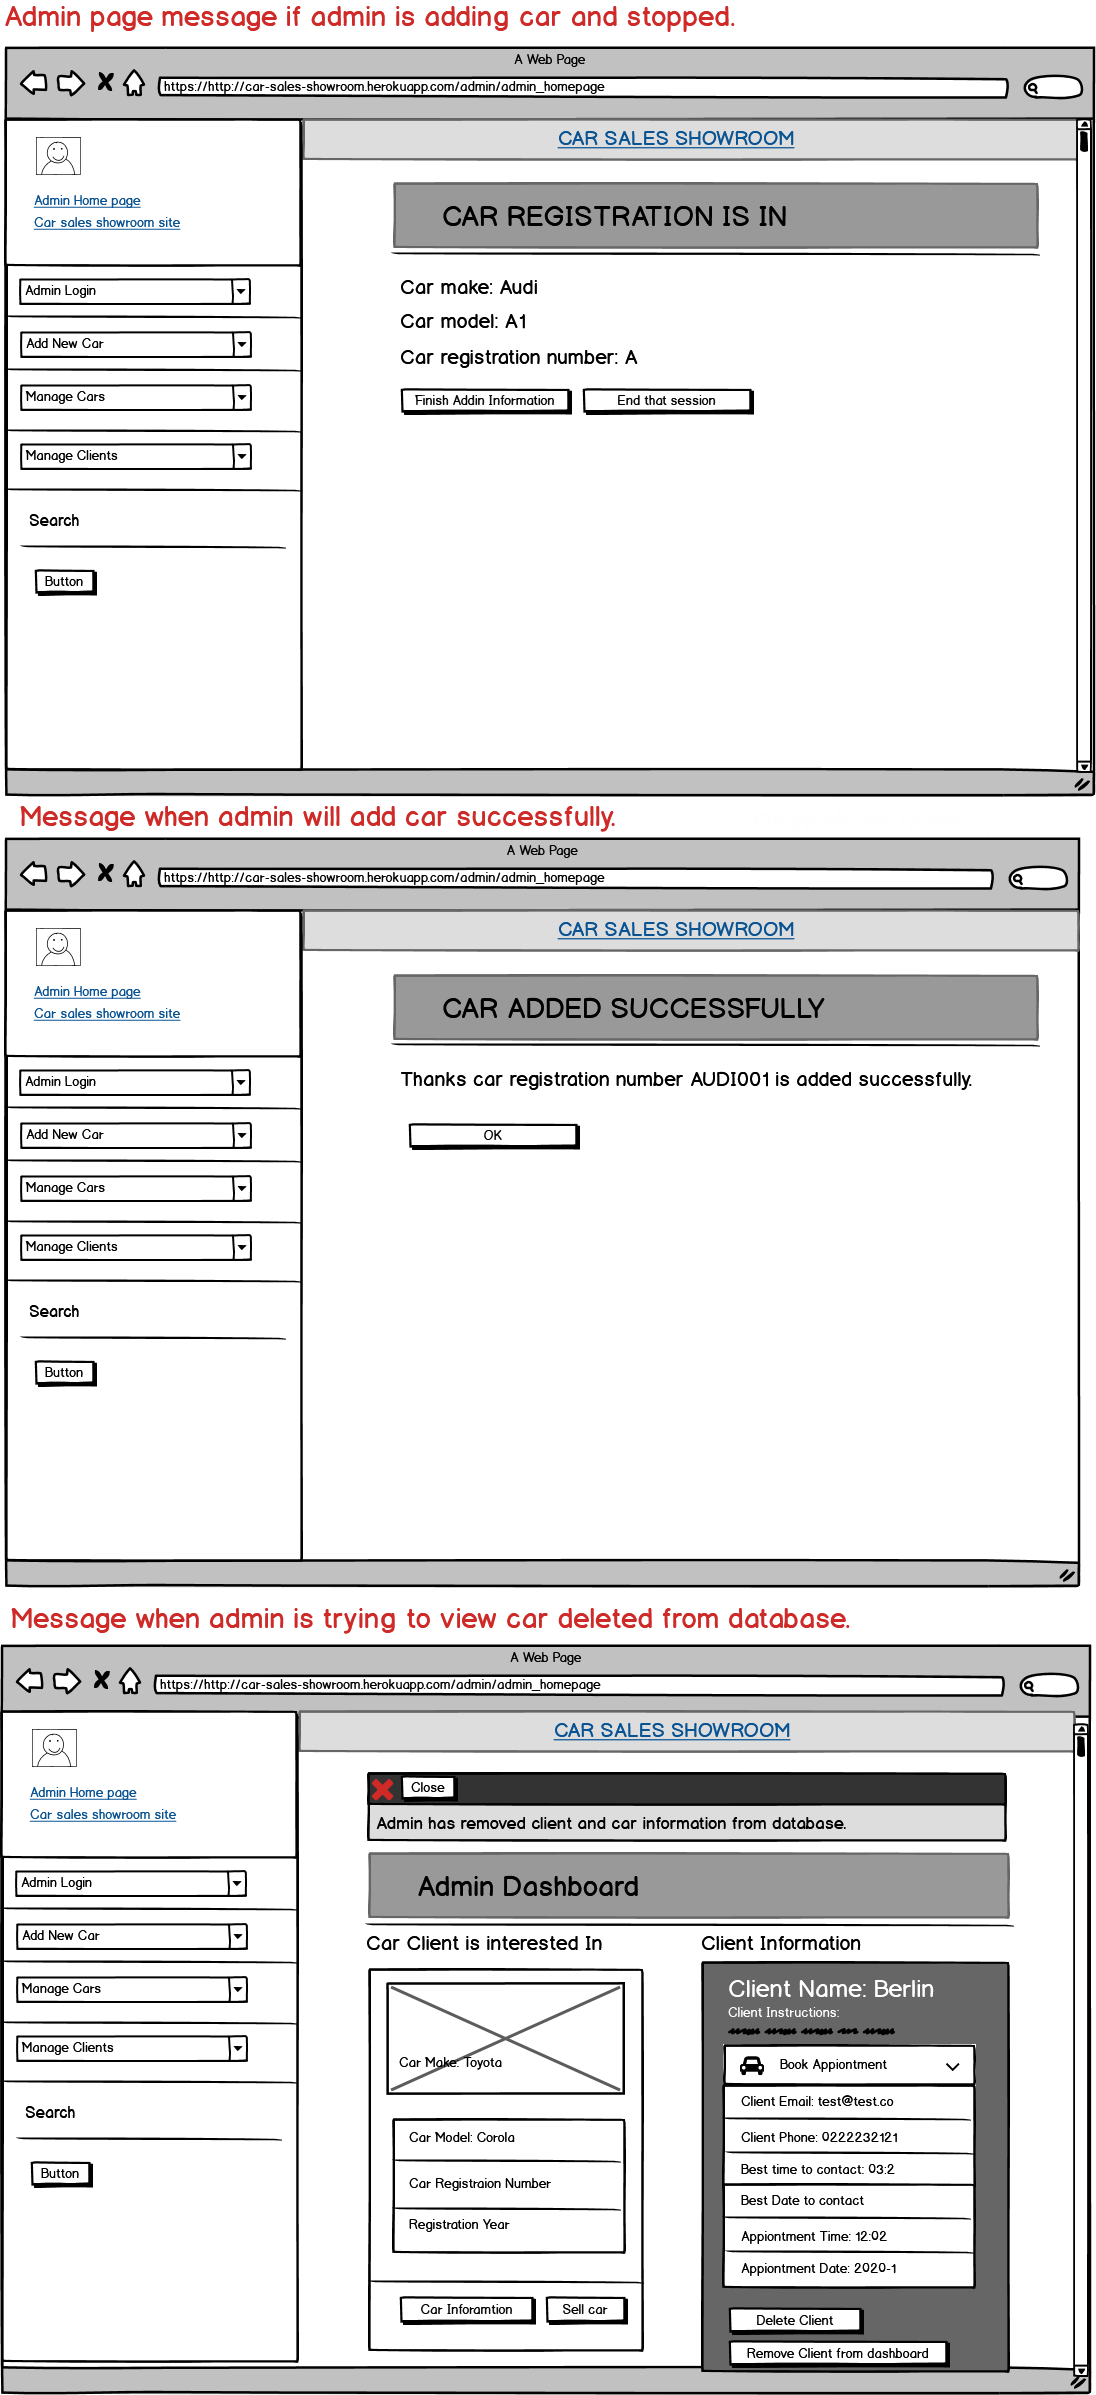 Admin page message if admin is adding car and stopped.
A Web Page
https://http://car-sales-showroom.herokuapp.com/admin/admin_homepage
CAR SALES SHOWROOM
Admin Home page
Car sales showroom site
Admin Login
Add New Car
Manage Cars
Manage Clients
Search
Button
CAR REGISTRATION IS IN
Car make: Audi
Car model: A1
Car registration number: A
Finish Addin Information
End that session
Message when admin will add car successfully.
A Web Page
https://http://car-sales-showroom.herokuapp.com/admin/admin_homepage
CAR SALES SHOWROOM
Admin Home page
Car sales showroom site
Admin Login
Add New Car
Manage Cars
Manage Clients
Search
Button
CAR ADDED SUCCESSFULLY
Thanks car registration number AUDI001 is added successfully.
OK
Message when admin is trying to view car deleted from database.
A Web Page
https://http://car-sales-showroom.herokuapp.com/admin/admin_homepage
CAR SALES SHOWROOM
Admin Home page
Car sales showroom site
Admin Login
Add New Car
Manage Cars
Manage Clients
Search
Button
Close
Admin has removed client and car information from database.
Admin Dashboard
Car Client is interested In
Car Make: Toyota
Car Model: Corola
Car Registraion Number
Registration Year
Car Inforamtion
Sell car
Client Information
Client Name: Berlin
Client Instructions:
Book Appiontment
Client Email: test@test.co
Client Phone: 0222232121
Best time to contact: 03:2
Best Date to contact
Appiontment Time: 12:02
Appiontment Date: 2020-1
Delete Client
Remove Client from dashboard